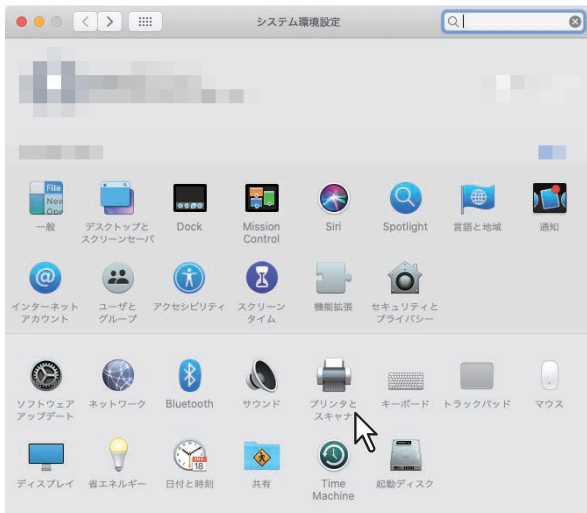 システム環境設定
File
New
Ope
一般
デスクトップと
スクリーンセーバ
Dock
Mission
Control
Siri
Spotlight
言語と地域
通知
@
インターネット
アカウント
ユーザと
グループ
アクセシビリティ
スクリーン
タイム
機能拡張
セキュリティと
プライバシー
ソフトウェア
アップデート
ネットワーク
Bluetooth
サウンド
プリンタと
スキャナ
キーボード
トラックパッド
マウス
ディスプレイ
省エネルギー
18
日付と時刻
共有
Time
Machine
起動ディスク